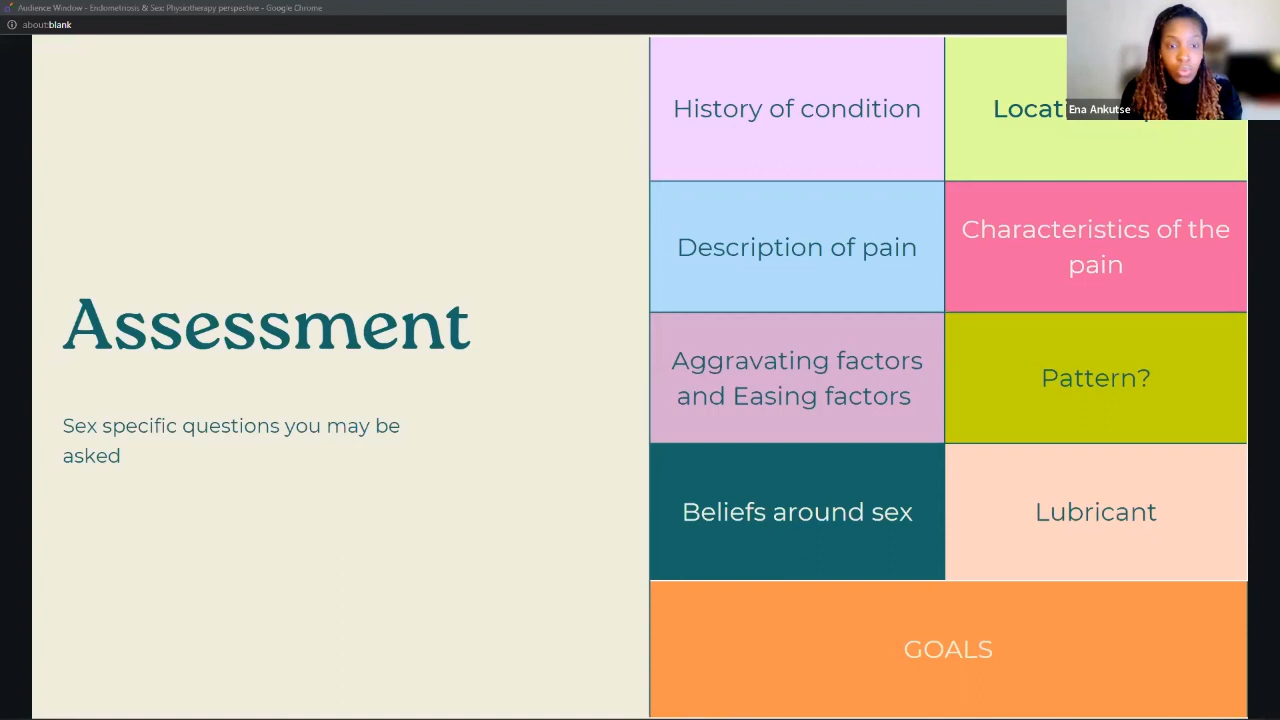 Audience Window - Endometriosis & Sex: Physiotherapy perspective - Google Chrome
about:blank
Ena Ankutse
History of condition
Description of pain
Characteristics of the
pain
Assessment
Sex specific questions you may be
asked
Aggravating factors
and Easing factors
Pattern?
Beliefs around sex
Lubricant
GOALS